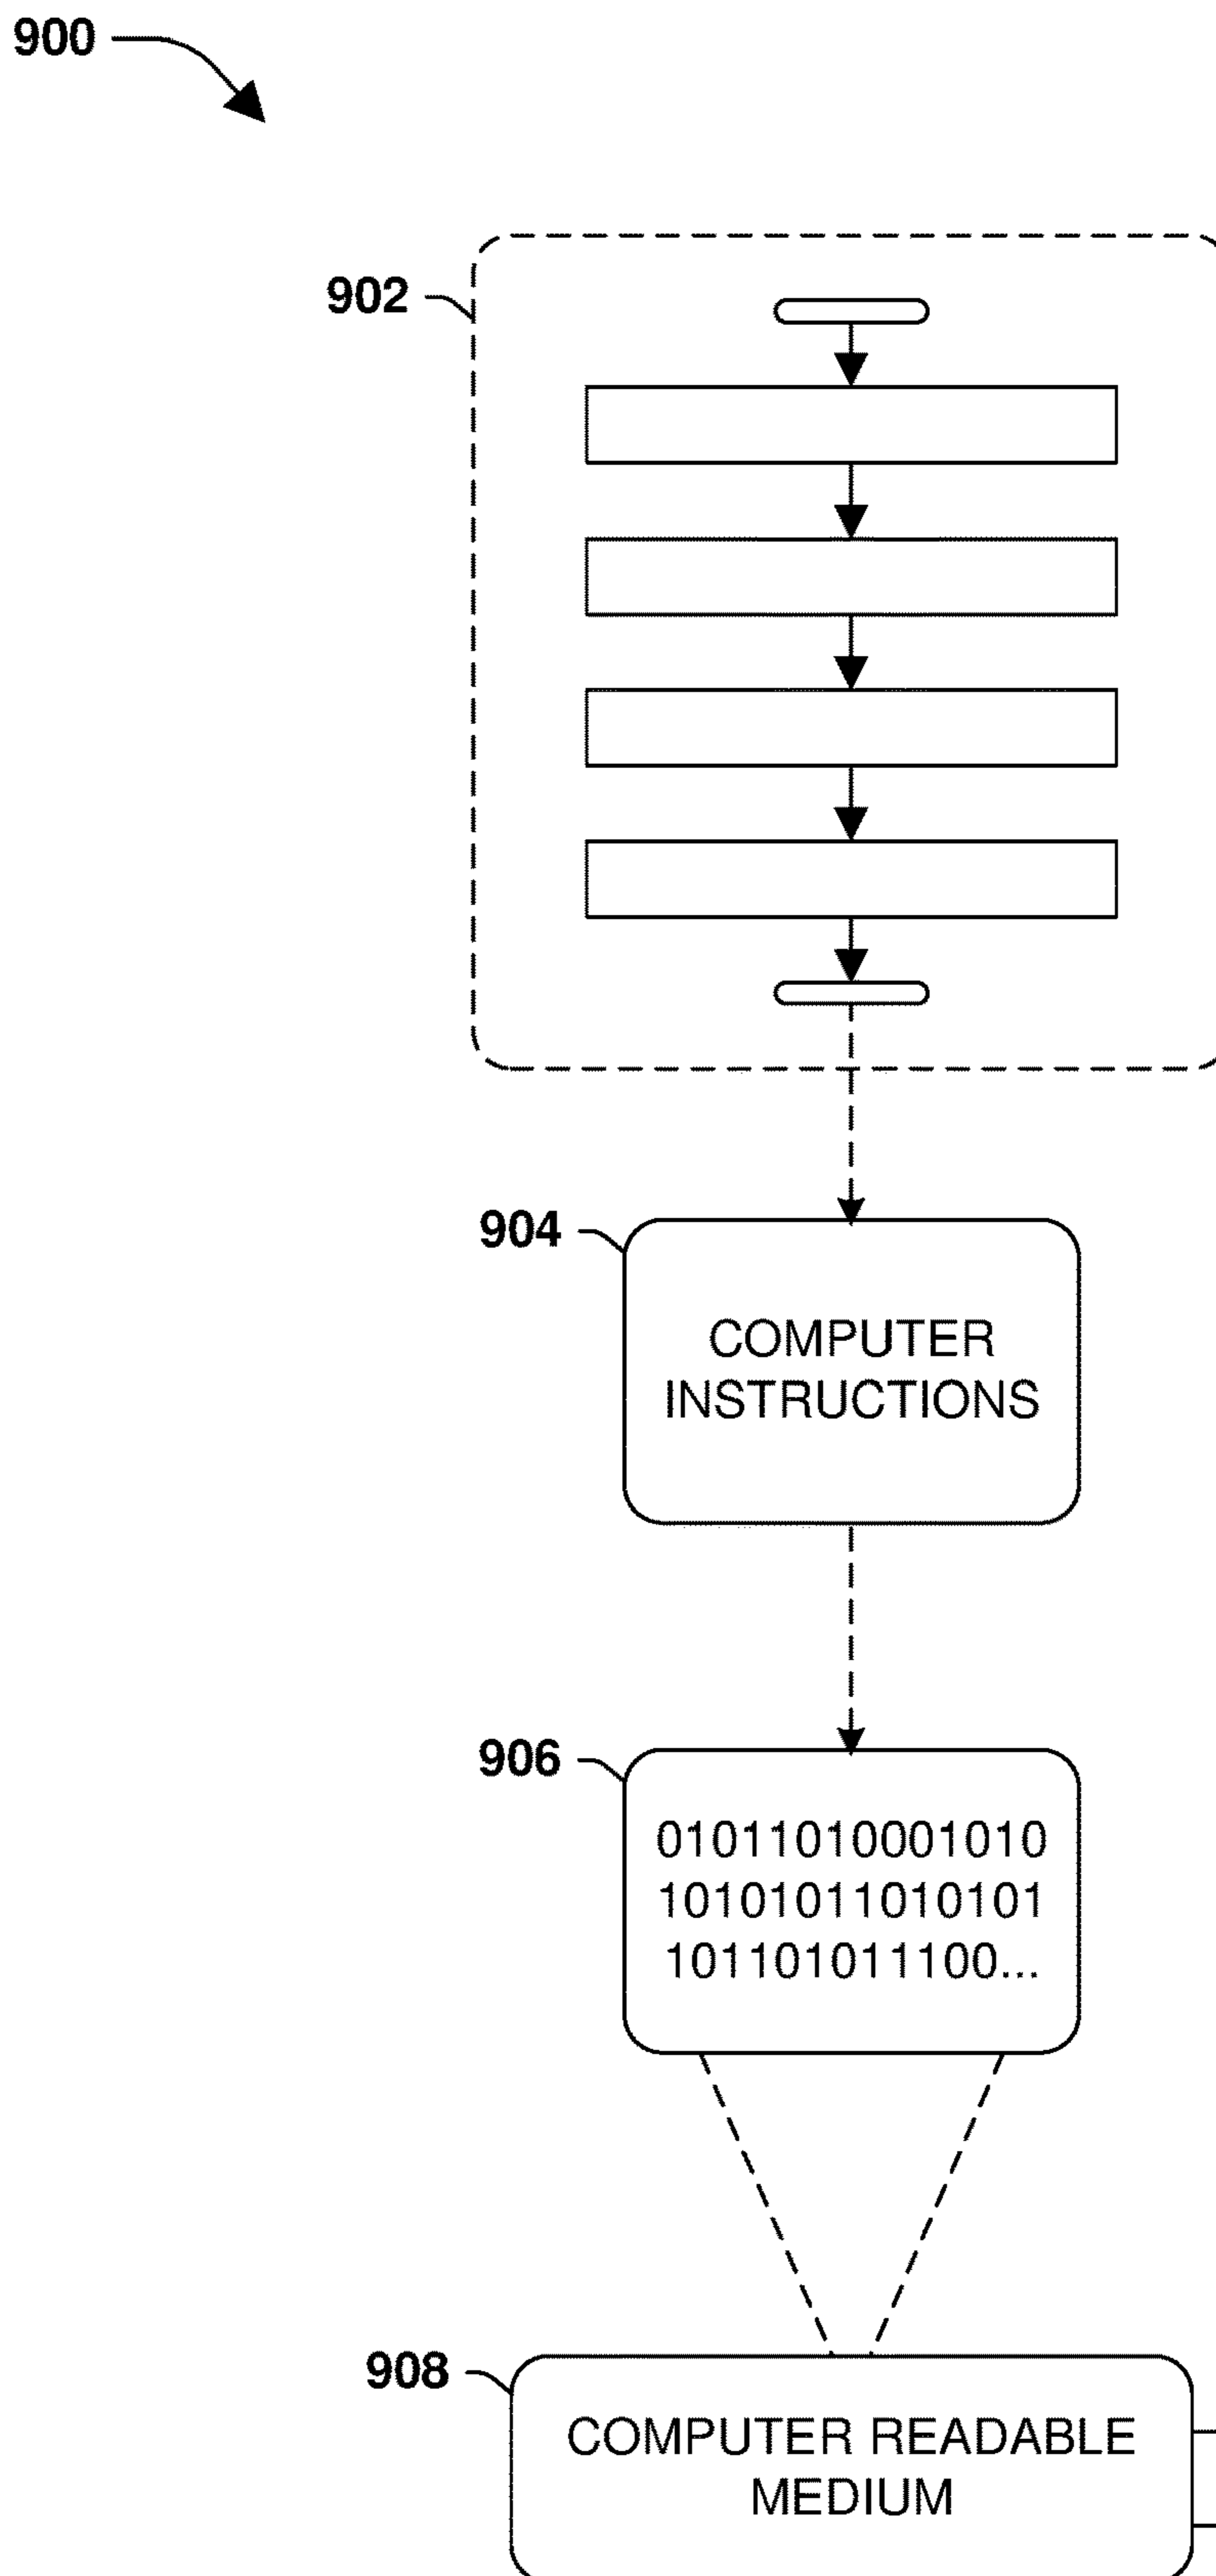 900
902
904
COMPUTER
INSTRUCTIONS
906
01011010001010
10101011010101
101101011100...
908
COMPUTER READABLE
MEDIUM